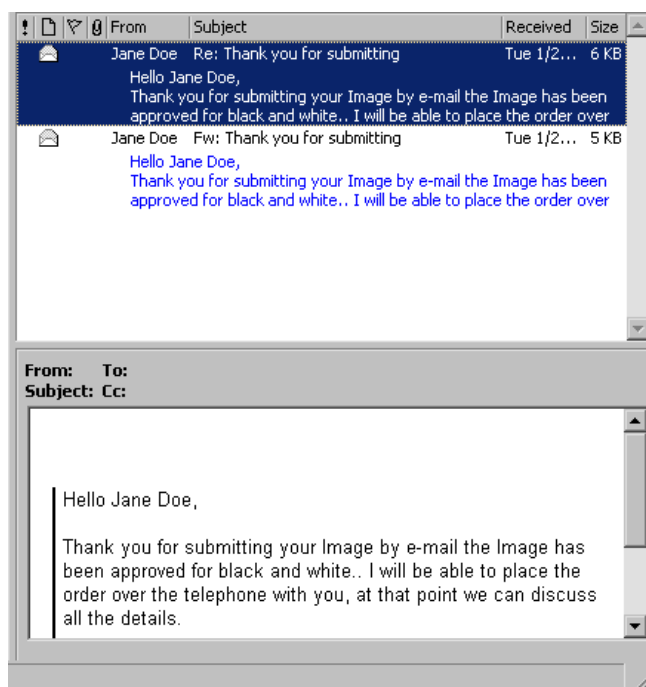 ! From Subject Received Size
Jane Doe Re: Thank you for submitting Tue 1/2... 6 KB
Hello Jane Doe,
Thank you for submitting your Image by e-mail the Image has been
approved for black and white.. I will be able to place the order over
Jane Doe Fw: Thank you for submitting Tue 1/2... 5 KB
Hello Jane Doe,
Thank you for submitting your Image by e-mail the Image has been
approved for black and white.. I will be able to place the order over
From: To:
Subject: Cc:
Hello Jane Doe,
Thank you for submitting your Image by e-mail the Image has
been approved for black and white.. I will be able to place the
order over the telephone with you, at that point we can discuss
all the details.